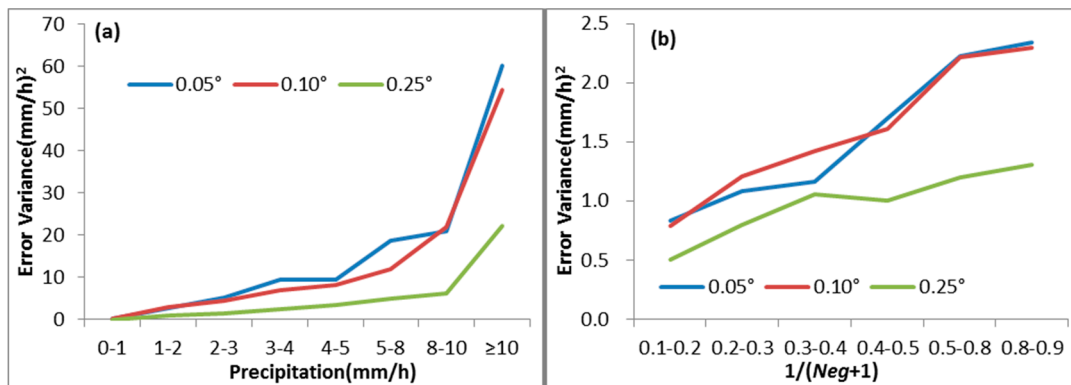 (a)
Error Variance(mm/h)²
70
60
50
40
30
20
10
0
0.05° 0.10° 0.25°
0-1 1-2 2-3 3-4 4-5 5-8 8-10 ≥10
Precipitation(mm/h)
(b)
Error Variance(mm/h)²
2.5
2.0
1.5
1.0
0.5
0.0
0.05° 0.10° 0.25°
0.1-0.2 0.2-0.3 0.3-0.4 0.4-0.5 0.5-0.8 0.8-0.9
1/(Neg+1)